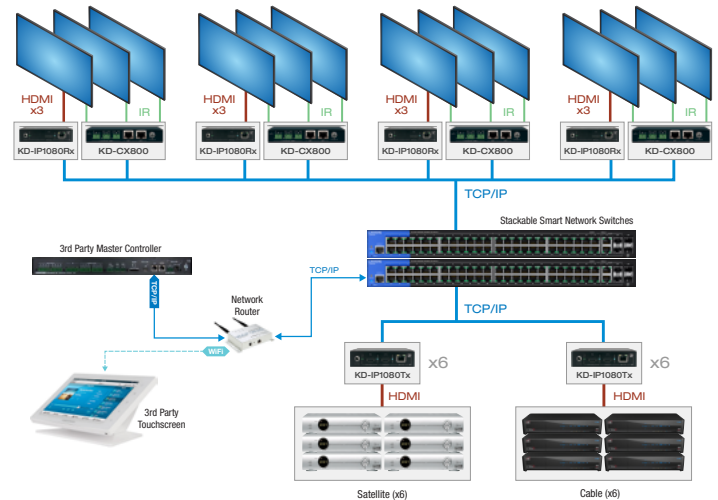 HDMI
x3
IR
HDMI
x3
IR
HDMI
x3
IR
HDMI
x3
IR
KD-IP1080Rx
KD-CX800
KD-IP1080Rx
KD-CX800
KD-IP1080Rx
KD-CX800
KD-IP1080Rx
KD-CX800
TCP/IP
Stackable Smart Network Switches
3rd Party Master Controller
TCP/IP
TCP/IP
Network
Router
TCP/IP
WiFi
KD-IP1080Tx
x6
KD-IP1080Tx
x6
HDMI
HDMI
3rd Party
Touchscreen
Satellite (x6)
Cable (x6)